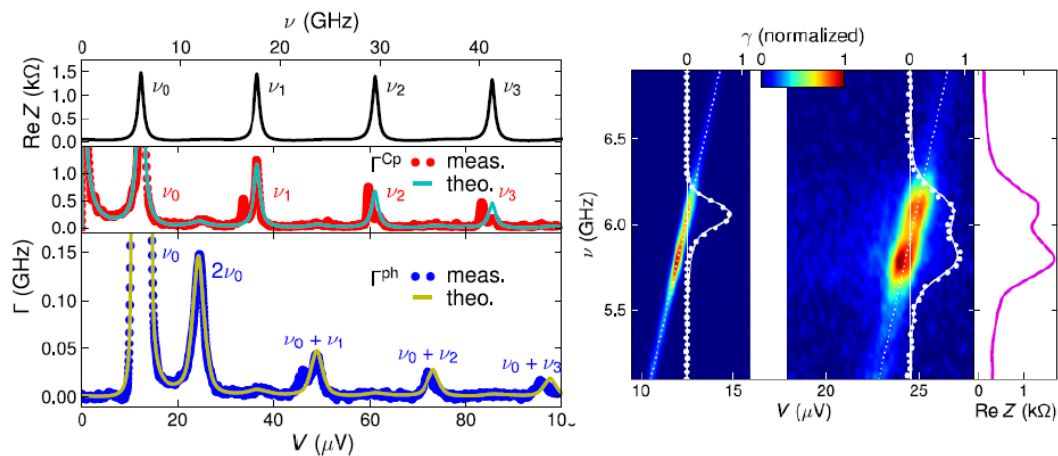 ν (GHz)
0 10 20 30 40
1.5
1.0
0.5
0.0
Re Z (kΩ)
ν₀ ν₁ ν₂ ν₃
1.0
0.5
0.0
Γ^Cp meas.
theo.
ν₀ ν₁ ν₂ ν₃
0.15
0.10
0.05
0.00
Γ (GHz)
Γ^ph meas.
theo.
ν₀
2ν₀
ν₀ + ν₁
ν₀ + ν₂
ν₀ + ν₃
0 20 40 60 80
V (μV)
γ (normalized)
0 1 0 1 0 1
6.5
6.0
5.5
ν (GHz)
10 15 20 25 0 1
V (μV) Re Z (kΩ)